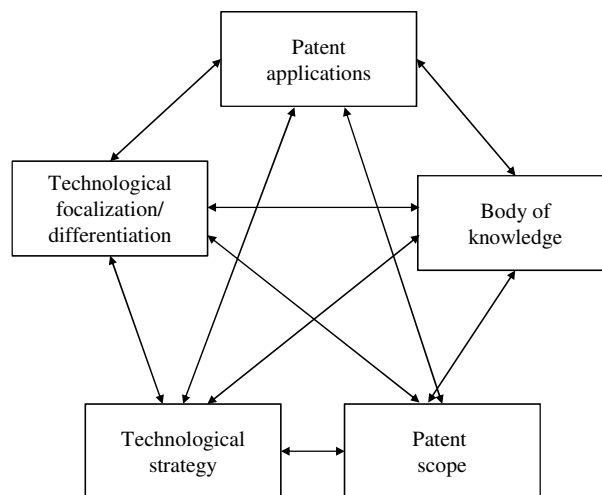 Patent
applications
Technological
focalization/
differentiation
Body of
knowledge
Technological
strategy
Patent
scope